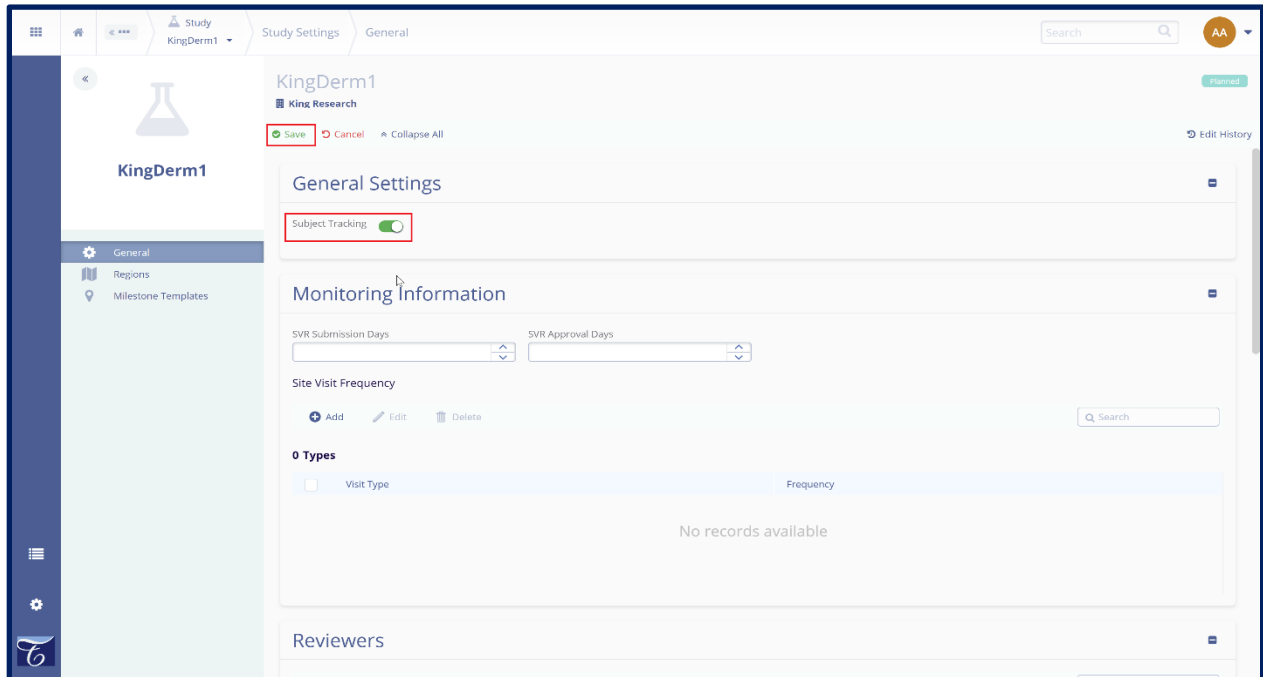 Study
KingDerm1
Study Settings
General
Search
AA
KingDerm1
King Research
Planned
Save
Cancel
Collapse All
Edit History
KingDerm1
General
Regions
Milestone Templates
General Settings
Subject Tracking
Monitoring Information
SVR Submission Days
SVR Approval Days
Site Visit Frequency
Add
Edit
Delete
Search
0 Types
Visit Type
Frequency
No records available
Reviewers